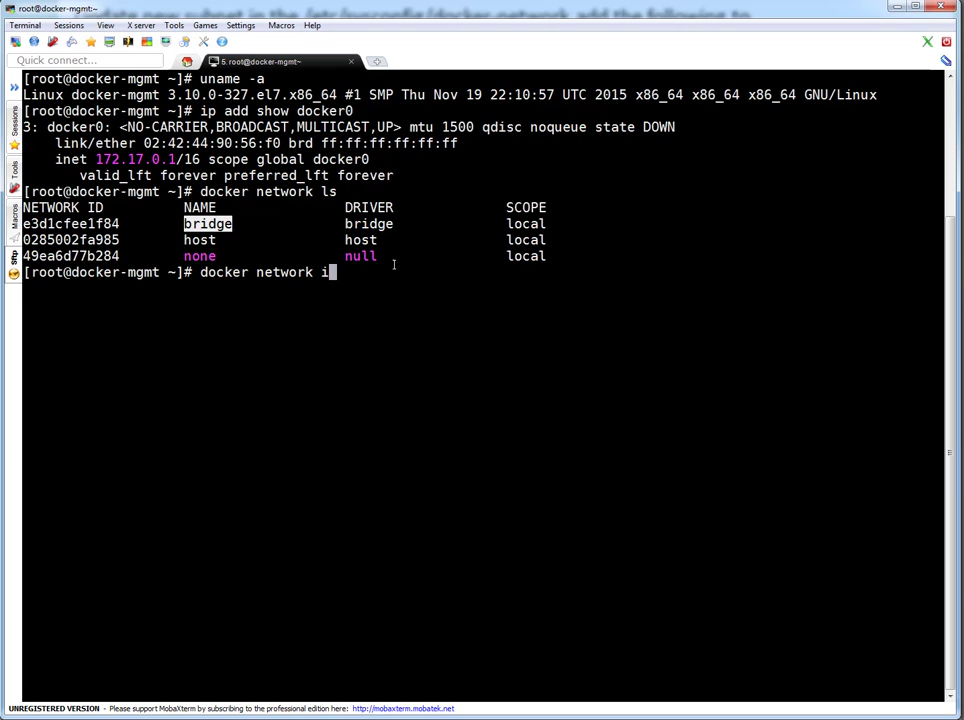 root@docker-mgmt:~
Terminal Sessions View X server Tools Games Settings Macros Help
Quick connect...
5. root@docker-mgmt~
[root@docker-mgmt ~]# uname -a
Linux docker-mgmt 3.10.0-327.el7.x86_64 #1 SMP Thu Nov 19 22:10:57 UTC 2015 x86_64 x86_64 x86_64 GNU/Linux
[root@docker-mgmt ~]# ip add show docker0
3: docker0: <NO-CARRIER,BROADCAST,MULTICAST,UP> mtu 1500 qdisc noqueue state DOWN
link/ether 02:42:44:90:56:f0 brd ff:ff:ff:ff:ff:ff
inet 172.17.0.1/16 scope global docker0
valid_lft forever preferred_lft forever
[root@docker-mgmt ~]# docker network ls
NETWORK ID NAME DRIVER SCOPE
e3d1cfee1f84 bridge bridge local
0285002fa985 host host local
49ea6d77b284 none null local
[root@docker-mgmt ~]# docker network i
Sessions
Tools
Macros
Sftp
UNREGISTERED VERSION - Please support MobaXterm by subscribing to the professional edition here: http://mobaxterm.mobatek.net